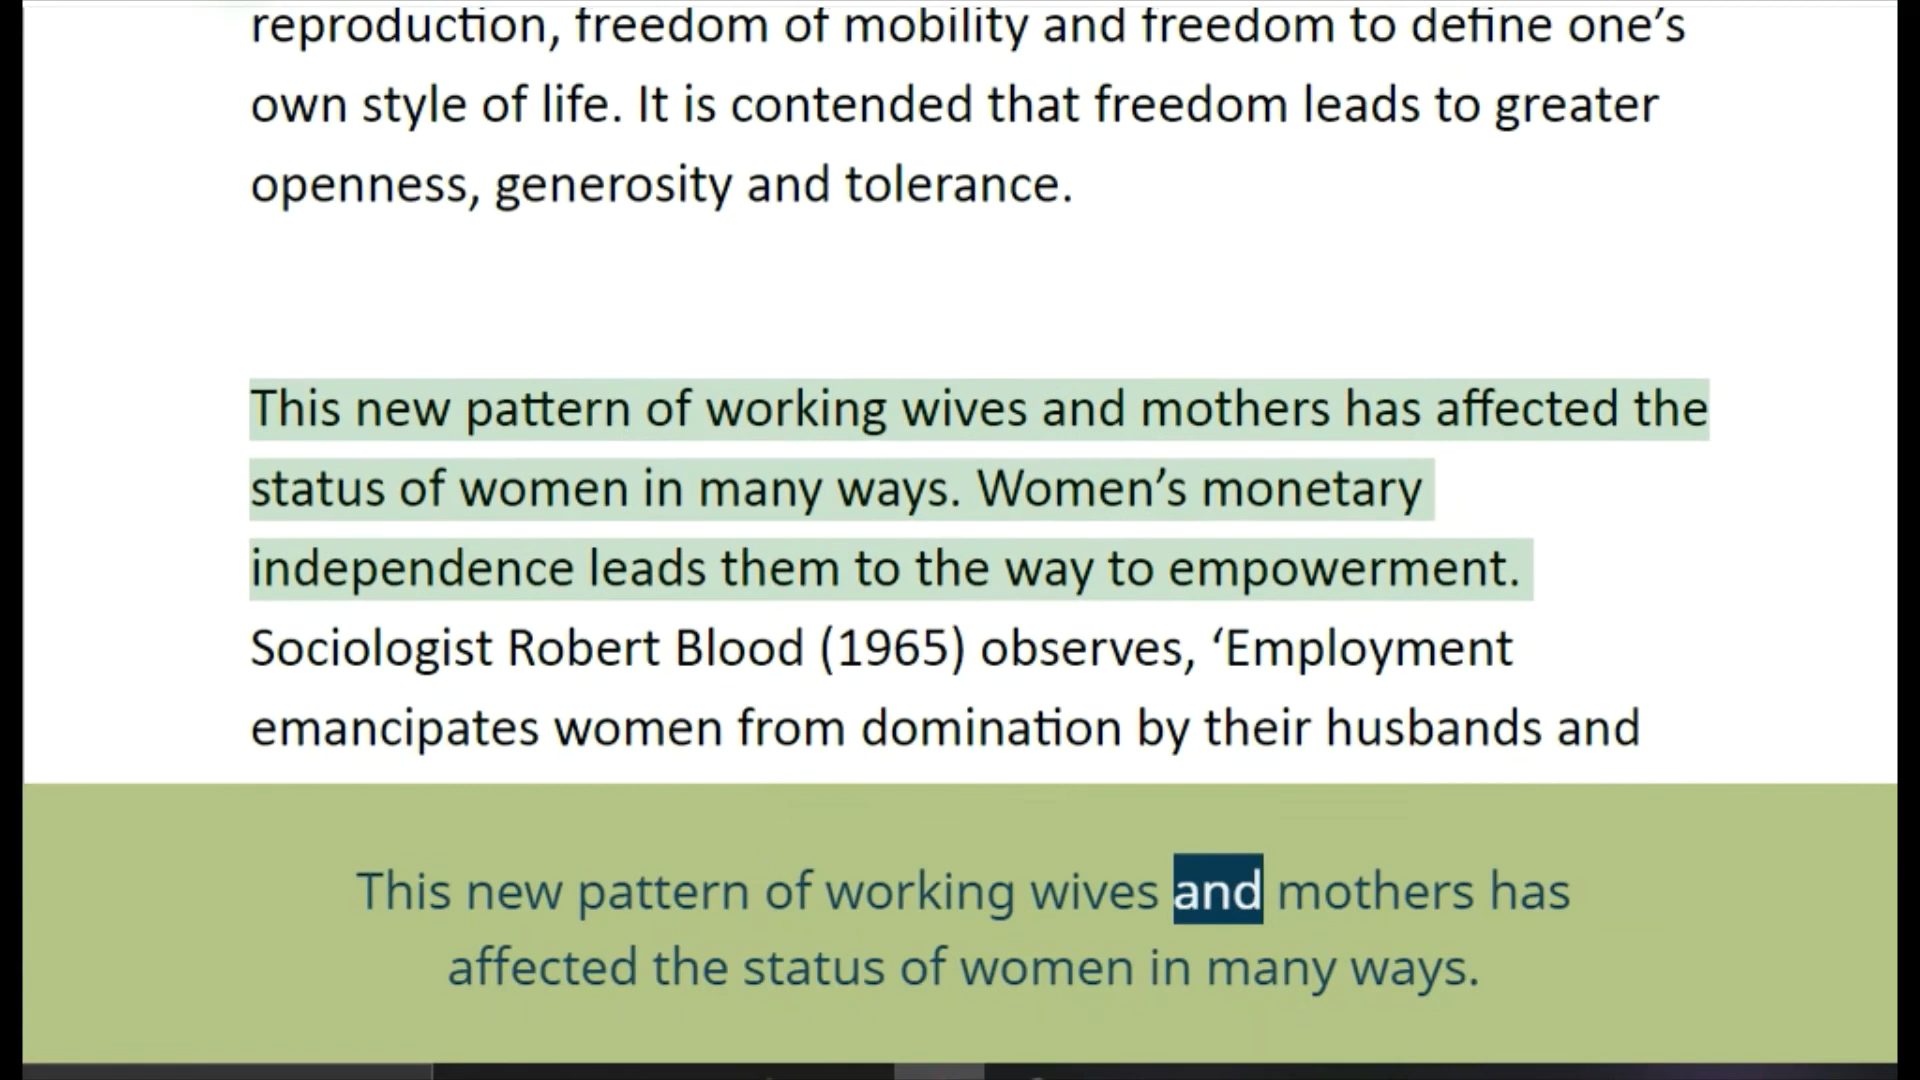 reproduction, freedom of mobility and freedom to define one’s
own style of life. It is contended that freedom leads to greater
openness, generosity and tolerance.
This new pattern of working wives and mothers has affected the
status of women in many ways. Women’s monetary
independence leads them to the way to empowerment.
Sociologist Robert Blood (1965) observes, ‘Employment
emancipates women from domination by their husbands and
This new pattern of working wives and mothers has
affected the status of women in many ways.